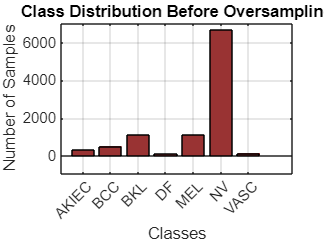 Class Distribution Before Oversamplin
Number of Samples
6000
4000
2000
0
AKIEC
BCC
BKL
DF
MEL
NV
VASC
Classes